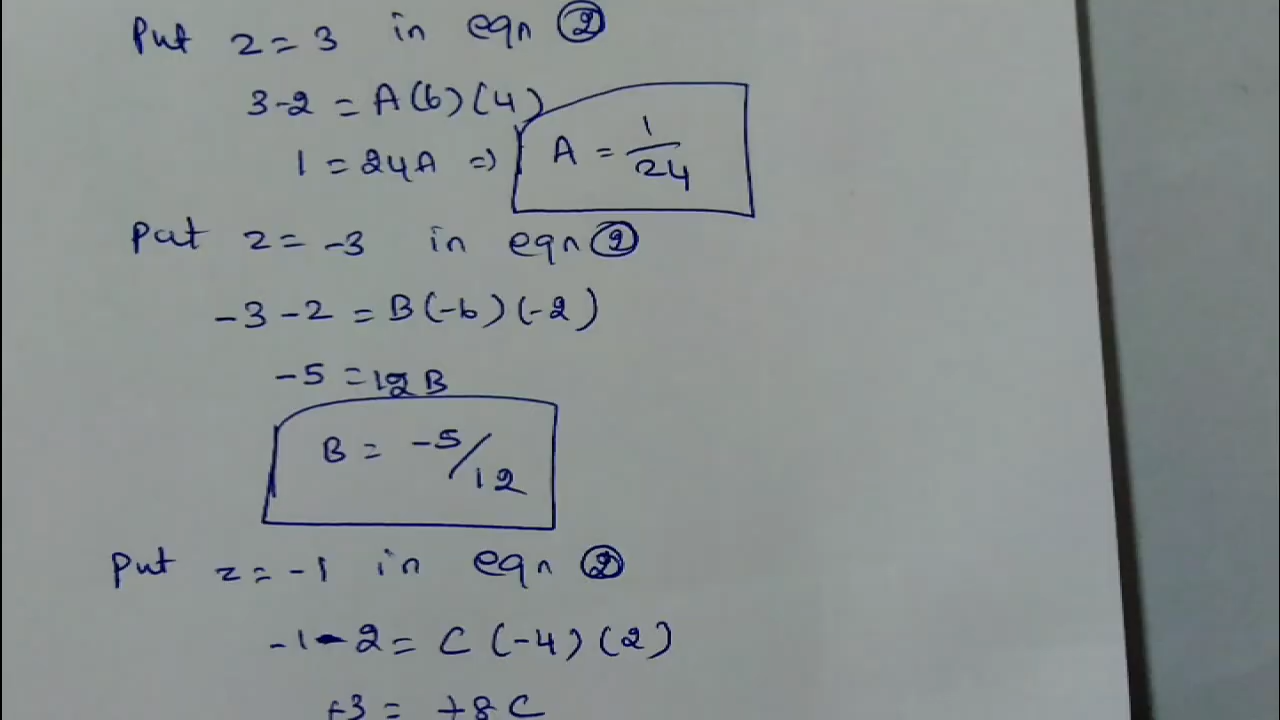 Put z = 3 in eqn ②
3-2 = A(6)(4)
1 = 24A => A = 1/24
Put z = -3 in eqn ②
-3-2 = B(-6)(-2)
-5 = 12B
B = -5/12
Put z = -1 in eqn ②
-1-2 = C(-4)(2)
+3 = +8C